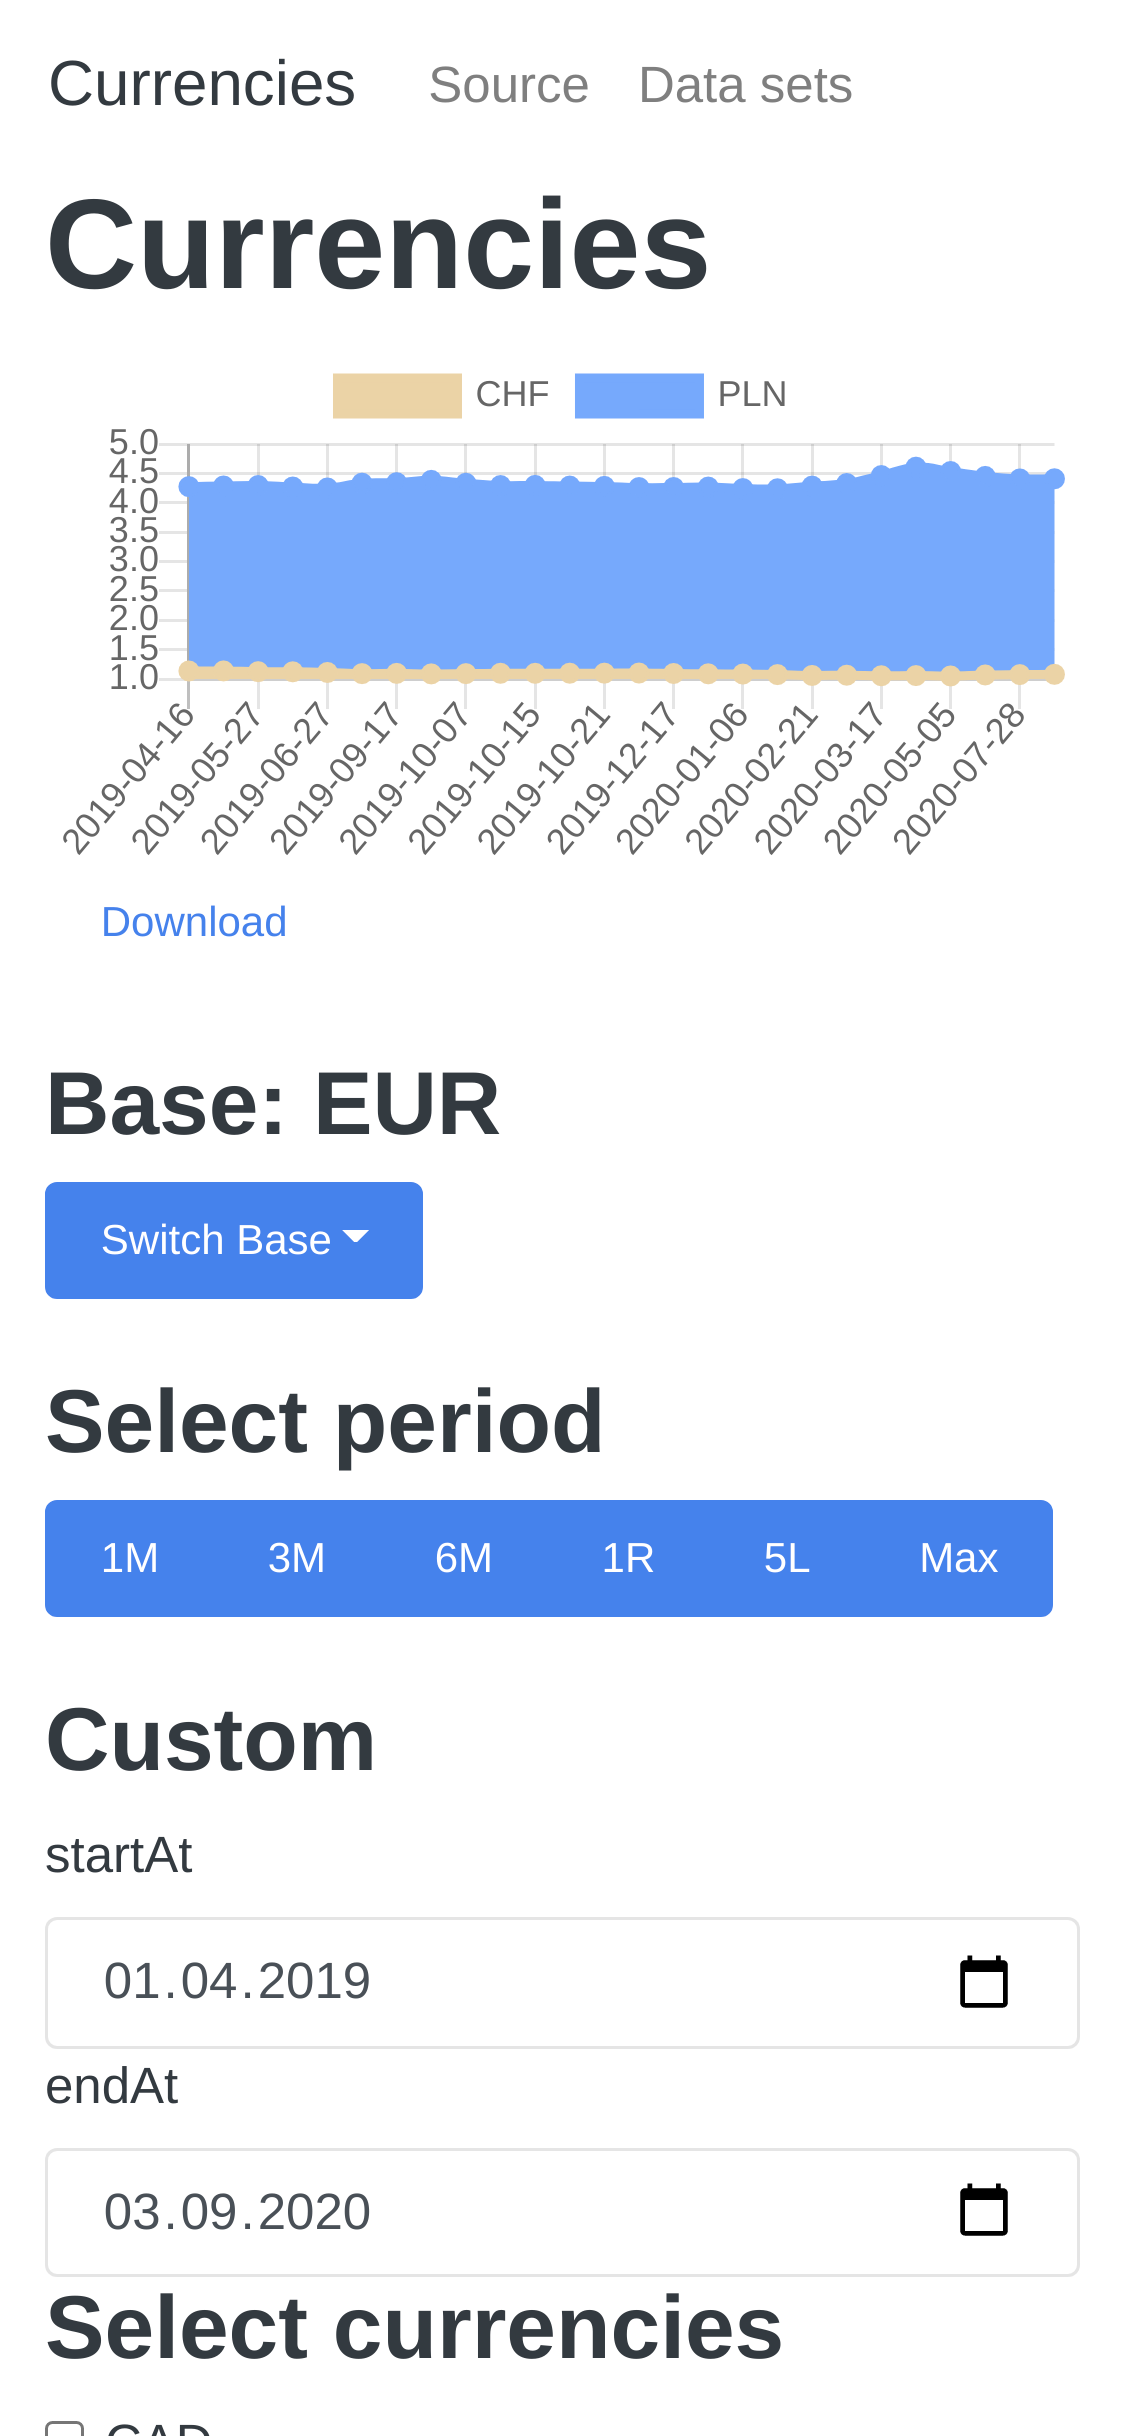 Currencies Source Data sets
Currencies
CHF PLN
5.0
4.5
4.0
3.5
3.0
2.5
2.0
1.5
1.0
2019-04-16 2019-05-27 2019-06-27 2019-09-17 2019-10-07 2019-10-15 2019-10-21 2019-12-17 2020-01-06 2020-02-21 2020-03-17 2020-05-05 2020-07-28
Download
Base: EUR
Switch Base
Select period
1M 3M 6M 1R 5L Max
Custom
startAt
01.04.2019
endAt
03.09.2020
Select currencies
CAD